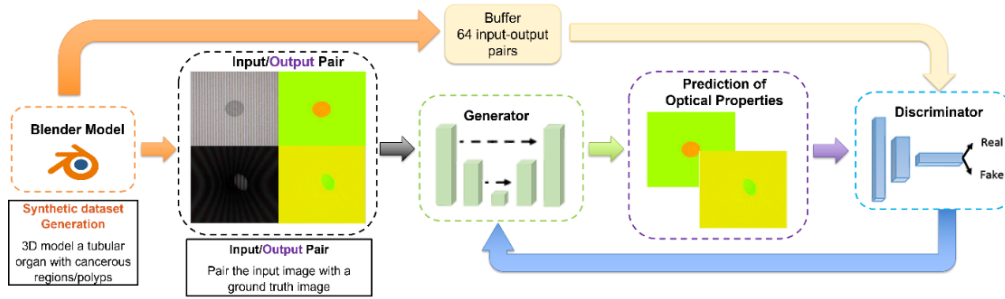 Buffer
64 input-output
pairs
Blender Model
Synthetic dataset
Generation
3D model a tubular
organ with cancerous
regions/polyps
Input/Output Pair
Input/Output Pair
Pair the input image with a
ground truth image
Generator
Prediction of
Optical Properties
Discriminator
Real
Fake